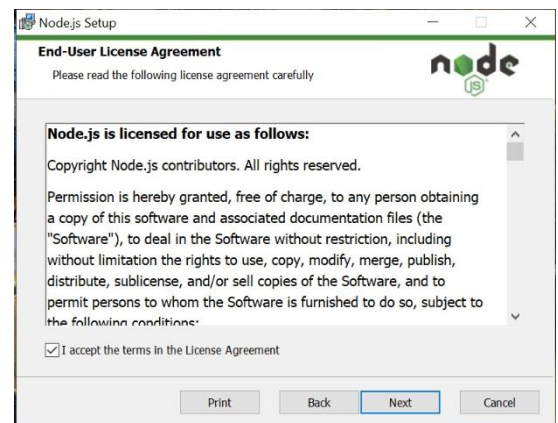 Node.js Setup
End-User License Agreement
Please read the following license agreement carefully
node
JS
Node.js is licensed for use as follows:
Copyright Node.js contributors. All rights reserved.
Permission is hereby granted, free of charge, to any person obtaining
a copy of this software and associated documentation files (the
"Software"), to deal in the Software without restriction, including
without limitation the rights to use, copy, modify, merge, publish,
distribute, sublicense, and/or sell copies of the Software, and to
permit persons to whom the Software is furnished to do so, subject to
the following conditions:
I accept the terms in the License Agreement
Print Back Next Cancel